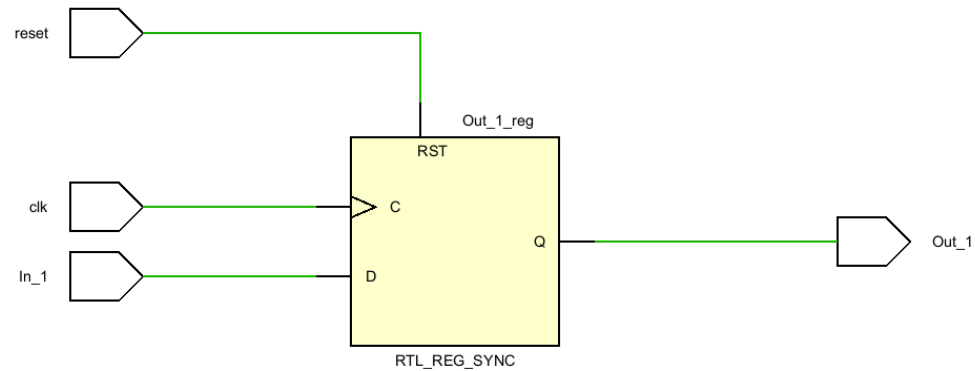 reset
Out_1_reg
RST
clk
C
Q
Out_1
In_1
D
RTL_REG_SYNC